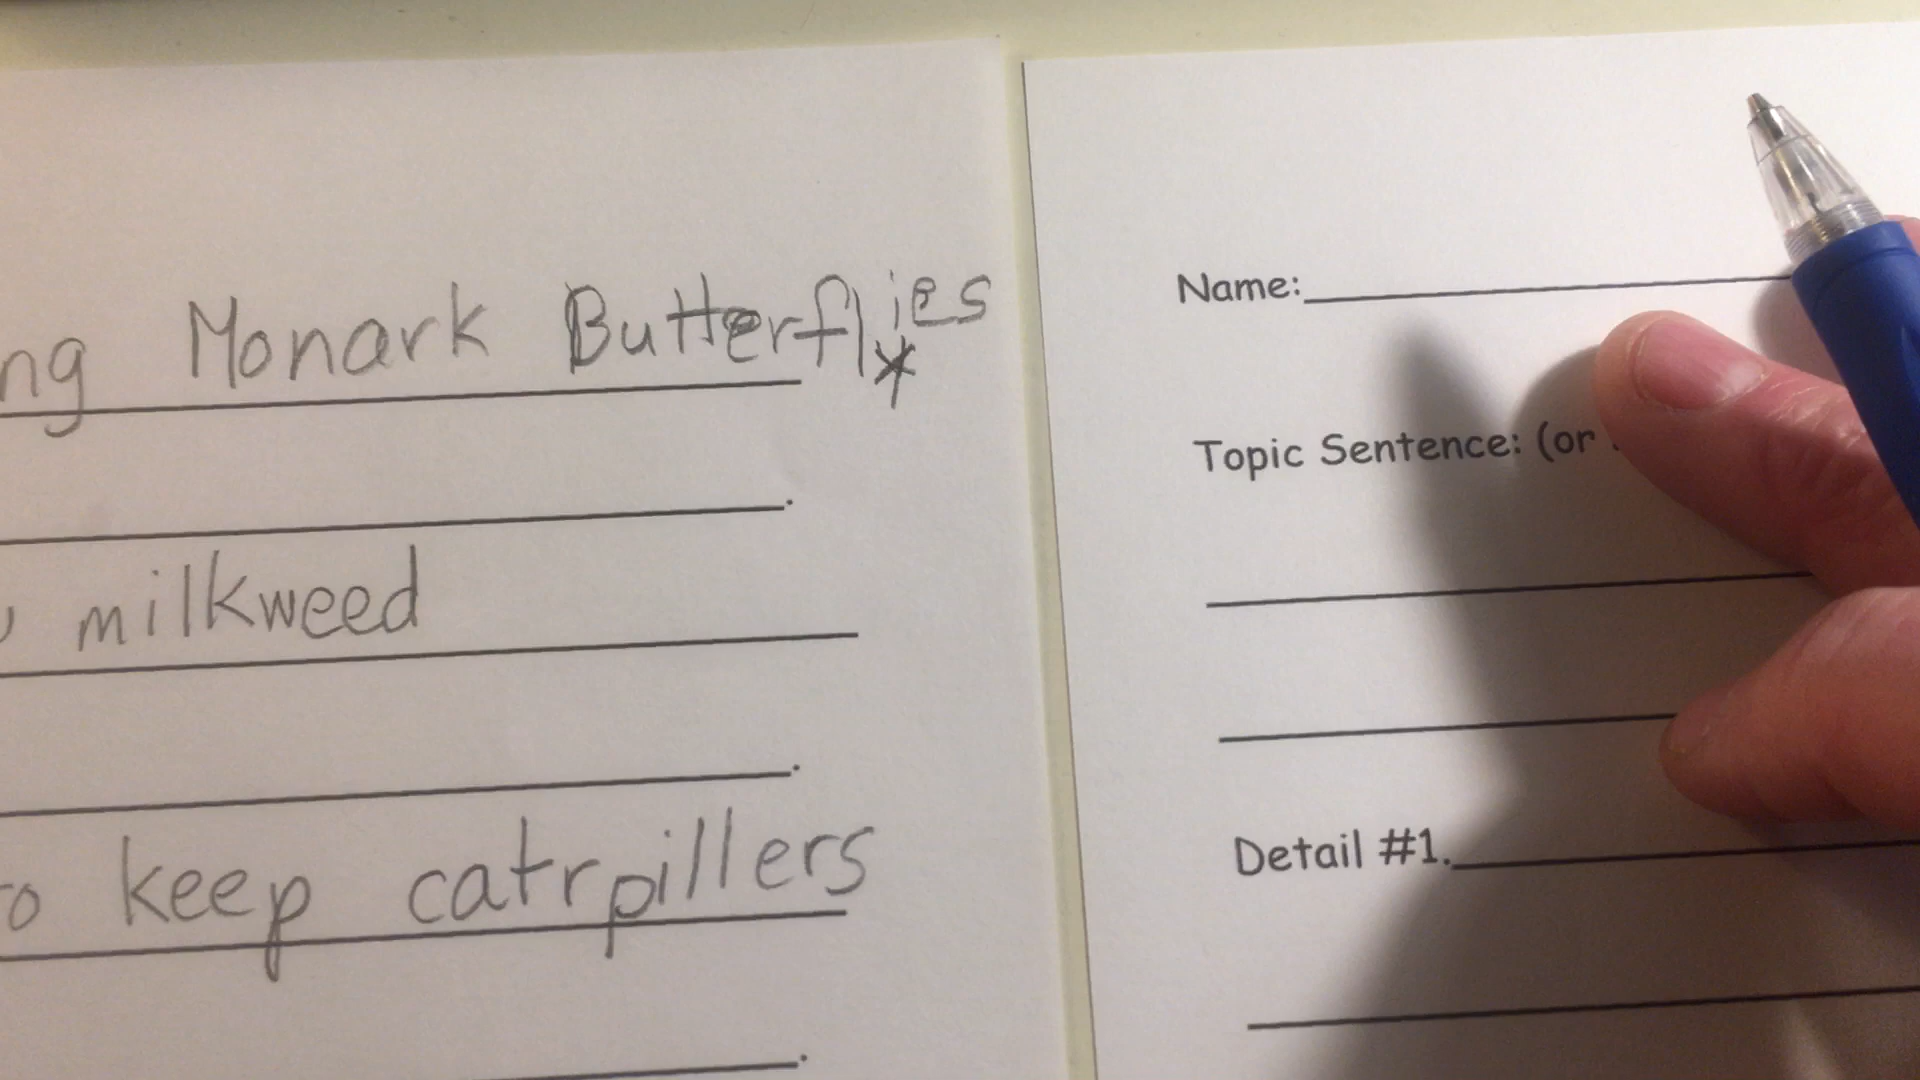 ng Monark Butterflies
milkweed
keep catrpillers
Name:
Topic Sentence: (or
Detail #1.